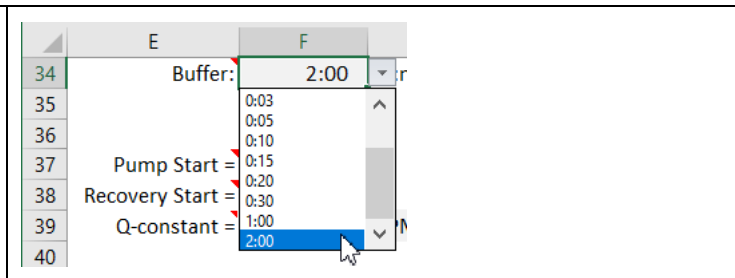 E F
34 Buffer: 2:00 :n
35 0:03
0:05
36 0:10
37 Pump Start = 0:15
0:20
38 Recovery Start = 0:30
39 Q-constant = 1:00
2:00
40